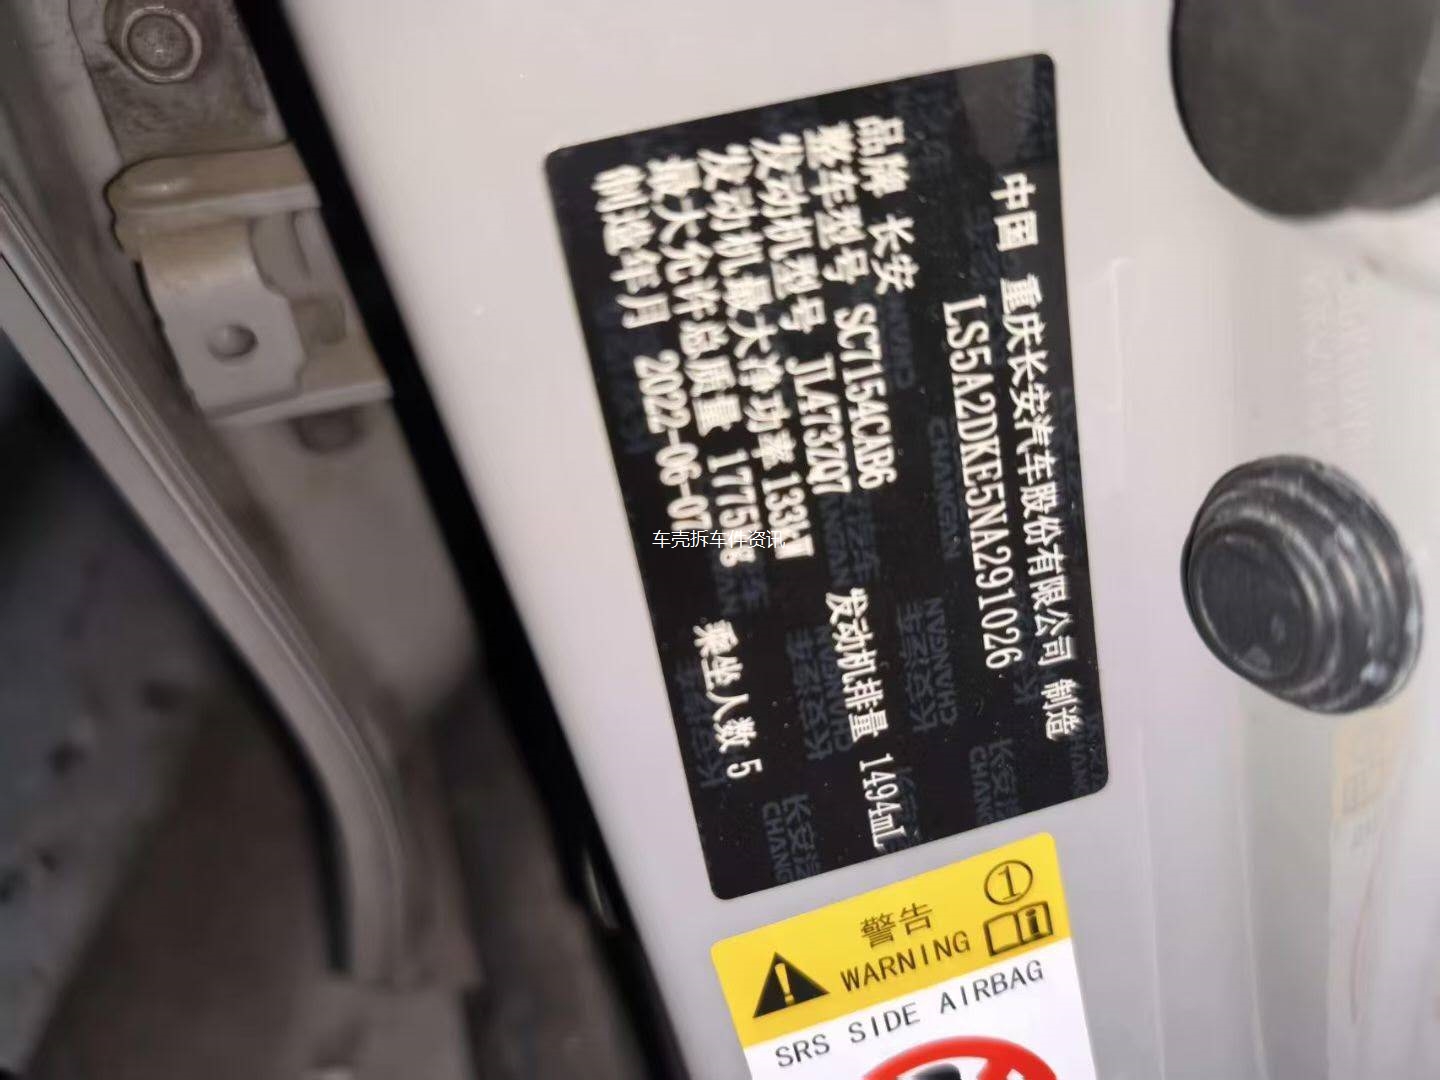 中国 重庆长安汽车股份有限公司 制造
LS5A2DKE5NA291026
品牌 长安
整车型号 SC7154CAB6
发动机型号 JL473ZQ7 发动机排量 1494mL
发动机最大净功率 133kW
最大允许总质量 1775kg 乘坐人数 5
制造年月 2022-06-07
车壳拆车件资讯
①
警告
WARNING
SRS SIDE AIRBAG